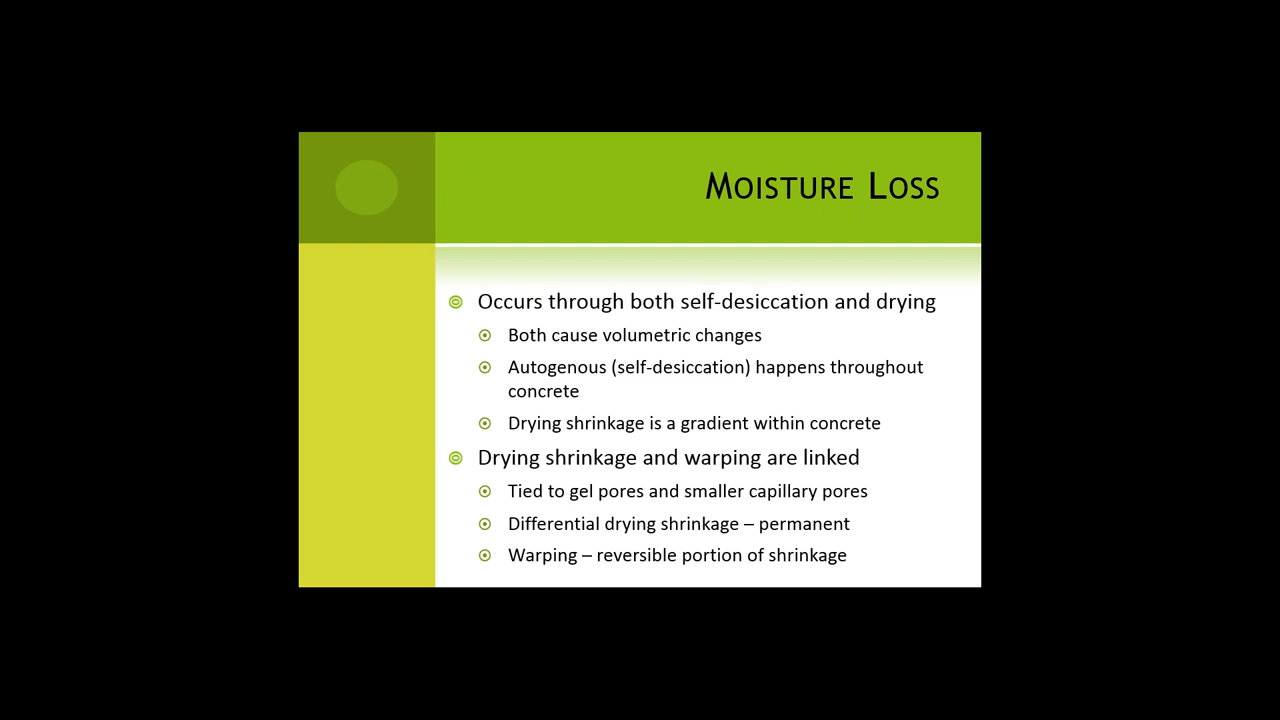 Moisture Loss
Occurs through both self-desiccation and drying
Both cause volumetric changes
Autogenous (self-desiccation) happens throughout
concrete
Drying shrinkage is a gradient within concrete
Drying shrinkage and warping are linked
Tied to gel pores and smaller capillary pores
Differential drying shrinkage – permanent
Warping – reversible portion of shrinkage